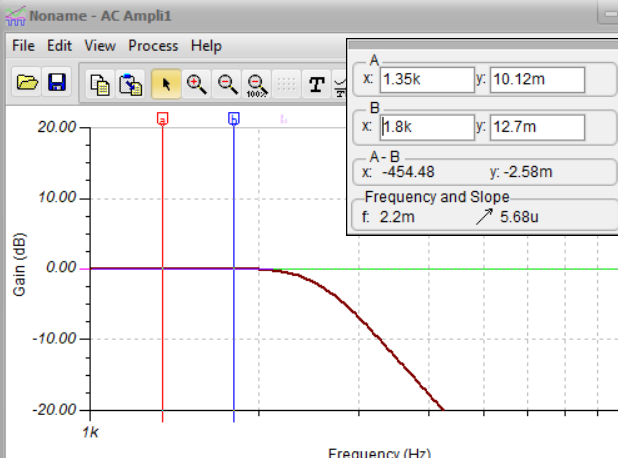 Noname - AC Ampli1
File Edit View Process Help
100%
T
A
x: 1.35k y: 10.12m
B
x: 1.8k y: 12.7m
A - B
x: -454.48 y: -2.58m
Frequency and Slope
f: 2.2m 5.68u
a
b
20.00
10.00
0.00
-10.00
-20.00
Gain (dB)
1k
Frequency (Hz)